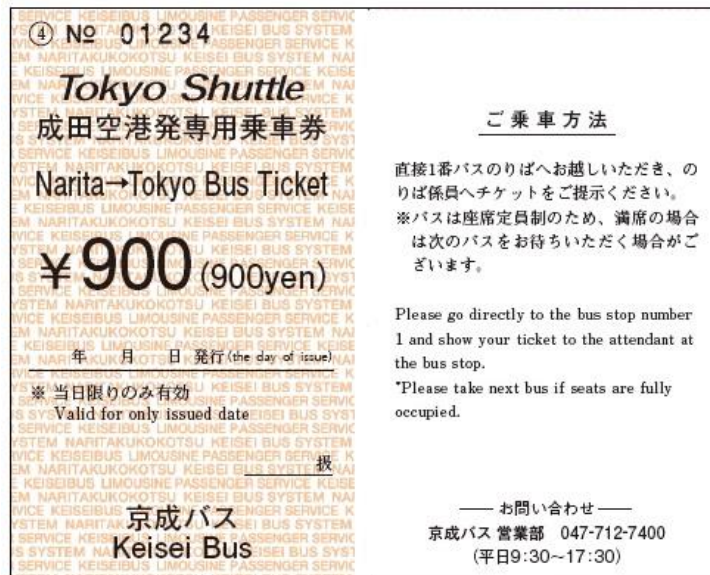 ④ № 01234
Tokyo Shuttle
成田空港発専用乗車券
Narita→Tokyo Bus Ticket
¥900(900yen)
年 月 日 発行(the day of issue)
※ 当日限りのみ有効
Valid for only issued date
扱
京成バス
Keisei Bus
ご乗車方法
直接1番バスのりばへお越しいただき、の
りば係員へチケットをご提示ください。
※バスは座席定員制のため、満席の場合
は次のバスをお待ちいただく場合がご
ざいます。
Please go directly to the bus stop number
1 and show your ticket to the attendant at
the bus stop.
*Please take next bus if seats are fully
occupied.
お問い合わせ
京成バス 営業部 047-712-7400
(平日9:30〜17:30)